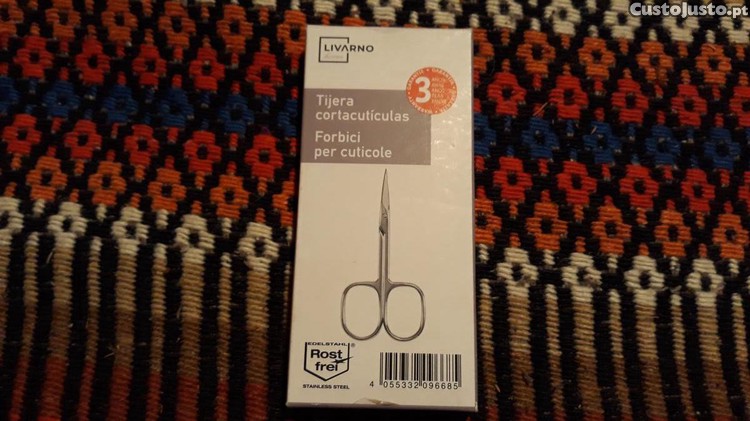 CustoJusto.pt
LIVARNO
3
Tijera
cortacutículas
Forbici
per cuticole
EDELSTAHL
Rost
frei
®
STAINLESS STEEL
4 055332 096685